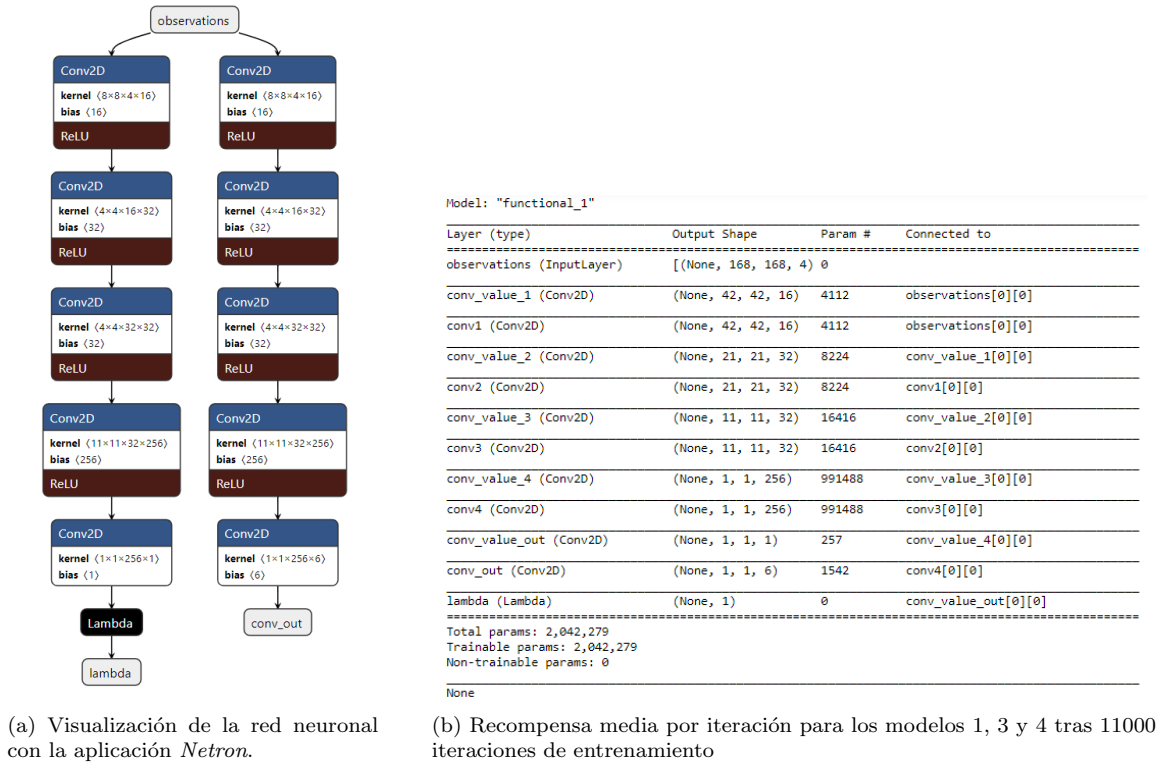 observations
Conv2D
kernel ⟨8×8×4×16⟩
bias ⟨16⟩
ReLU
Conv2D
kernel ⟨4×4×16×32⟩
bias ⟨32⟩
ReLU
Conv2D
kernel ⟨4×4×32×32⟩
bias ⟨32⟩
ReLU
Conv2D
kernel ⟨11×11×32×256⟩
bias ⟨256⟩
ReLU
Conv2D
kernel ⟨1×1×256×1⟩
bias ⟨1⟩
Lambda
lambda
Conv2D
kernel ⟨8×8×4×16⟩
bias ⟨16⟩
ReLU
Conv2D
kernel ⟨4×4×16×32⟩
bias ⟨32⟩
ReLU
Conv2D
kernel ⟨4×4×32×32⟩
bias ⟨32⟩
ReLU
Conv2D
kernel ⟨11×11×32×256⟩
bias ⟨256⟩
ReLU
Conv2D
kernel ⟨1×1×256×6⟩
bias ⟨6⟩
conv_out
(a) Visualización de la red neuronal
con la aplicación Netron.
Model: "functional_1"
Layer (type) Output Shape Param # Connected to
observations (InputLayer) [(None, 168, 168, 4) 0
conv_value_1 (Conv2D) (None, 42, 42, 16) 4112 observations[0][0]
conv1 (Conv2D) (None, 42, 42, 16) 4112 observations[0][0]
conv_value_2 (Conv2D) (None, 21, 21, 32) 8224 conv_value_1[0][0]
conv2 (Conv2D) (None, 21, 21, 32) 8224 conv1[0][0]
conv_value_3 (Conv2D) (None, 11, 11, 32) 16416 conv_value_2[0][0]
conv3 (Conv2D) (None, 11, 11, 32) 16416 conv2[0][0]
conv_value_4 (Conv2D) (None, 1, 1, 256) 991488 conv_value_3[0][0]
conv4 (Conv2D) (None, 1, 1, 256) 991488 conv3[0][0]
conv_value_out (Conv2D) (None, 1, 1, 1) 257 conv_value_4[0][0]
conv_out (Conv2D) (None, 1, 1, 6) 1542 conv4[0][0]
lambda (Lambda) (None, 1) 0 conv_value_out[0][0]
Total params: 2,042,279
Trainable params: 2,042,279
Non-trainable params: 0
None
(b) Recompensa media por iteración para los modelos 1, 3 y 4 tras 11000
iteraciones de entrenamiento